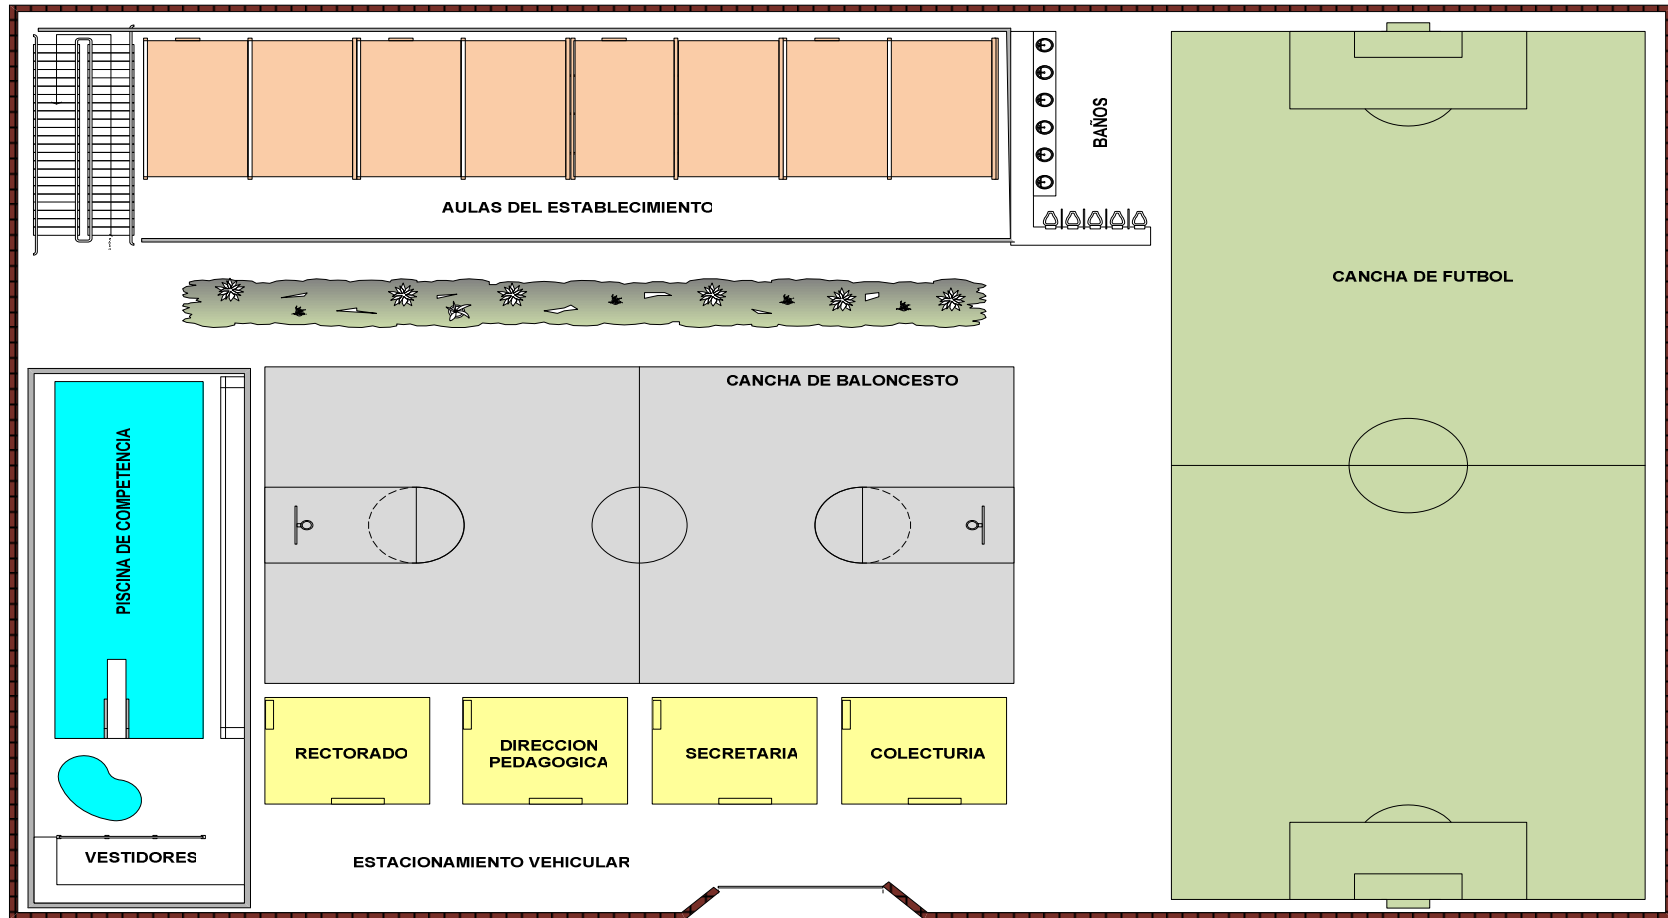 BAÑOS
AULAS DEL ESTABLECIMIENTO
CANCHA DE FUTBOL
CANCHA DE BALONCESTO
PISCINA DE COMPETENCIA
RECTORADO
DIRECCION
PEDAGOGICA
SECRETARIA
COLECTURIA
VESTIDORES
ESTACIONAMIENTO VEHICULAR